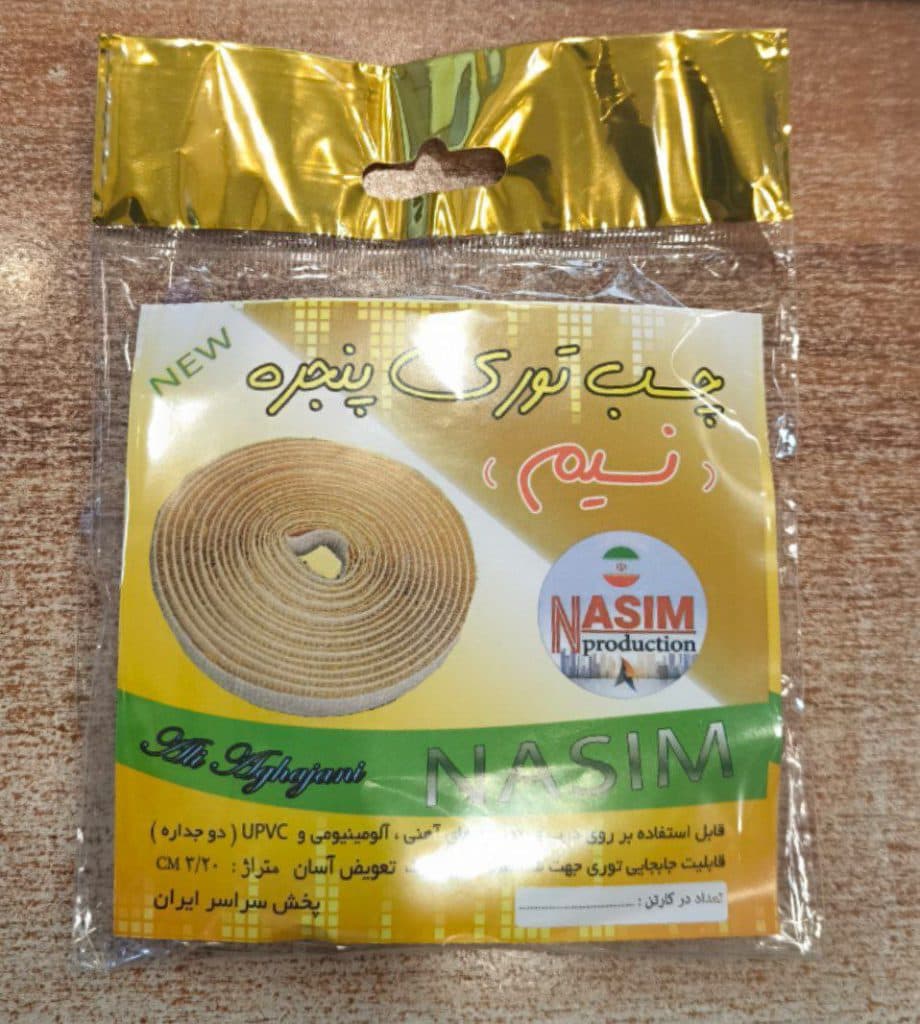 NEW
چسب توری پنجره
( نسیم )
NASIM
production
Ali Aghajani
NASIM
قابل استفاده بر روی آهنی ، آلومینیومی و UPVC ( دو جداره )
قابلیت جابجایی توری جهت تعویض آسان متراژ : ۳/۲۰ CM
تعداد در کارتن : ..............................
پخش سراسر ایران